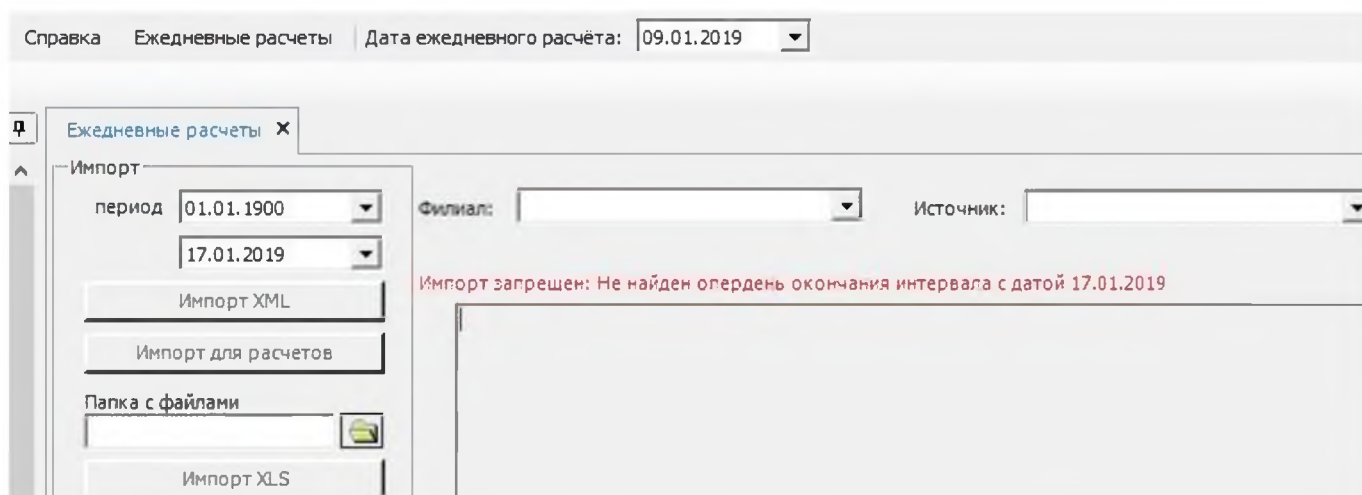 Справка Ежедневные расчеты Дата ежедневного расчёта: 09.01.2019
Ежедневные расчеты
Импорт
период 01.01.1900 Филиал: Источник:
17.01.2019
Импорт запрещен: Не найден опердень окончания интервала с датой 17.01.2019
Импорт XML
Импорт для расчетов
Папка с файлами
Импорт XLS